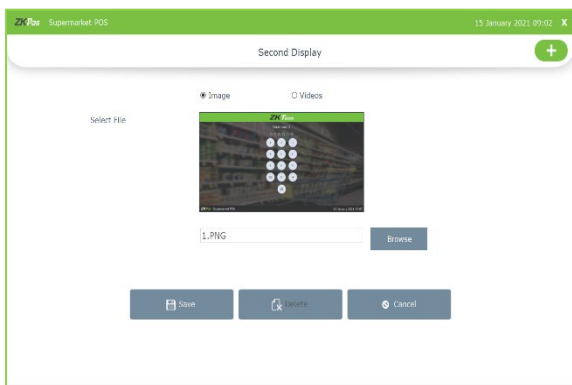 ZKPos Supermarket POS 15 January 2021 09:02 X
Second Display
Image Videos
Select File
ZKPos
1.PNG Browse
Save Delete Cancel